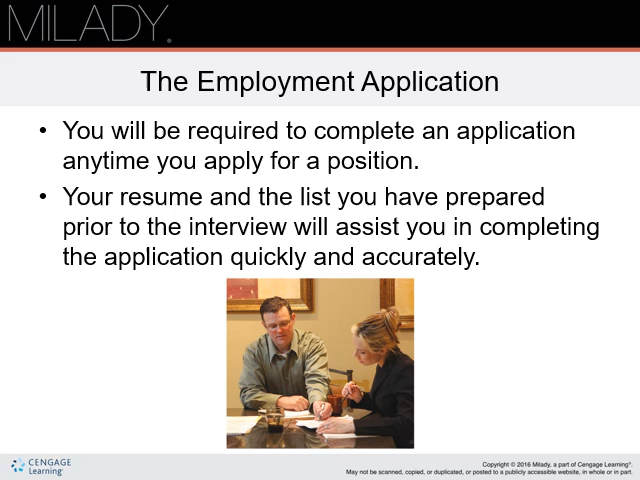 MILADY.
The Employment Application
• You will be required to complete an application
anytime you apply for a position.
• Your resume and the list you have prepared
prior to the interview will assist you in completing
the application quickly and accurately.
CENGAGE
Learning™
Copyright © 2016 Milady, a part of Cengage Learning®.
May not be scanned, copied, or duplicated, or posted to a publicly accessible website, in whole or in part.